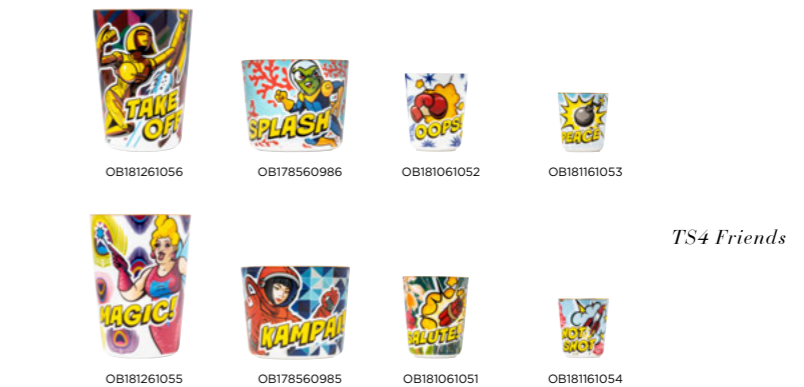 TAKE
OFF
SPLASH
OOPS!
PEACE
OB181261056
OB178560986
OB181061052
OB181161053
TS4 Friends
MAGIC!
KAMPAI!
SALUTE!
HOT
SHOT
OB181261055
OB178560985
OB181061051
OB181161054